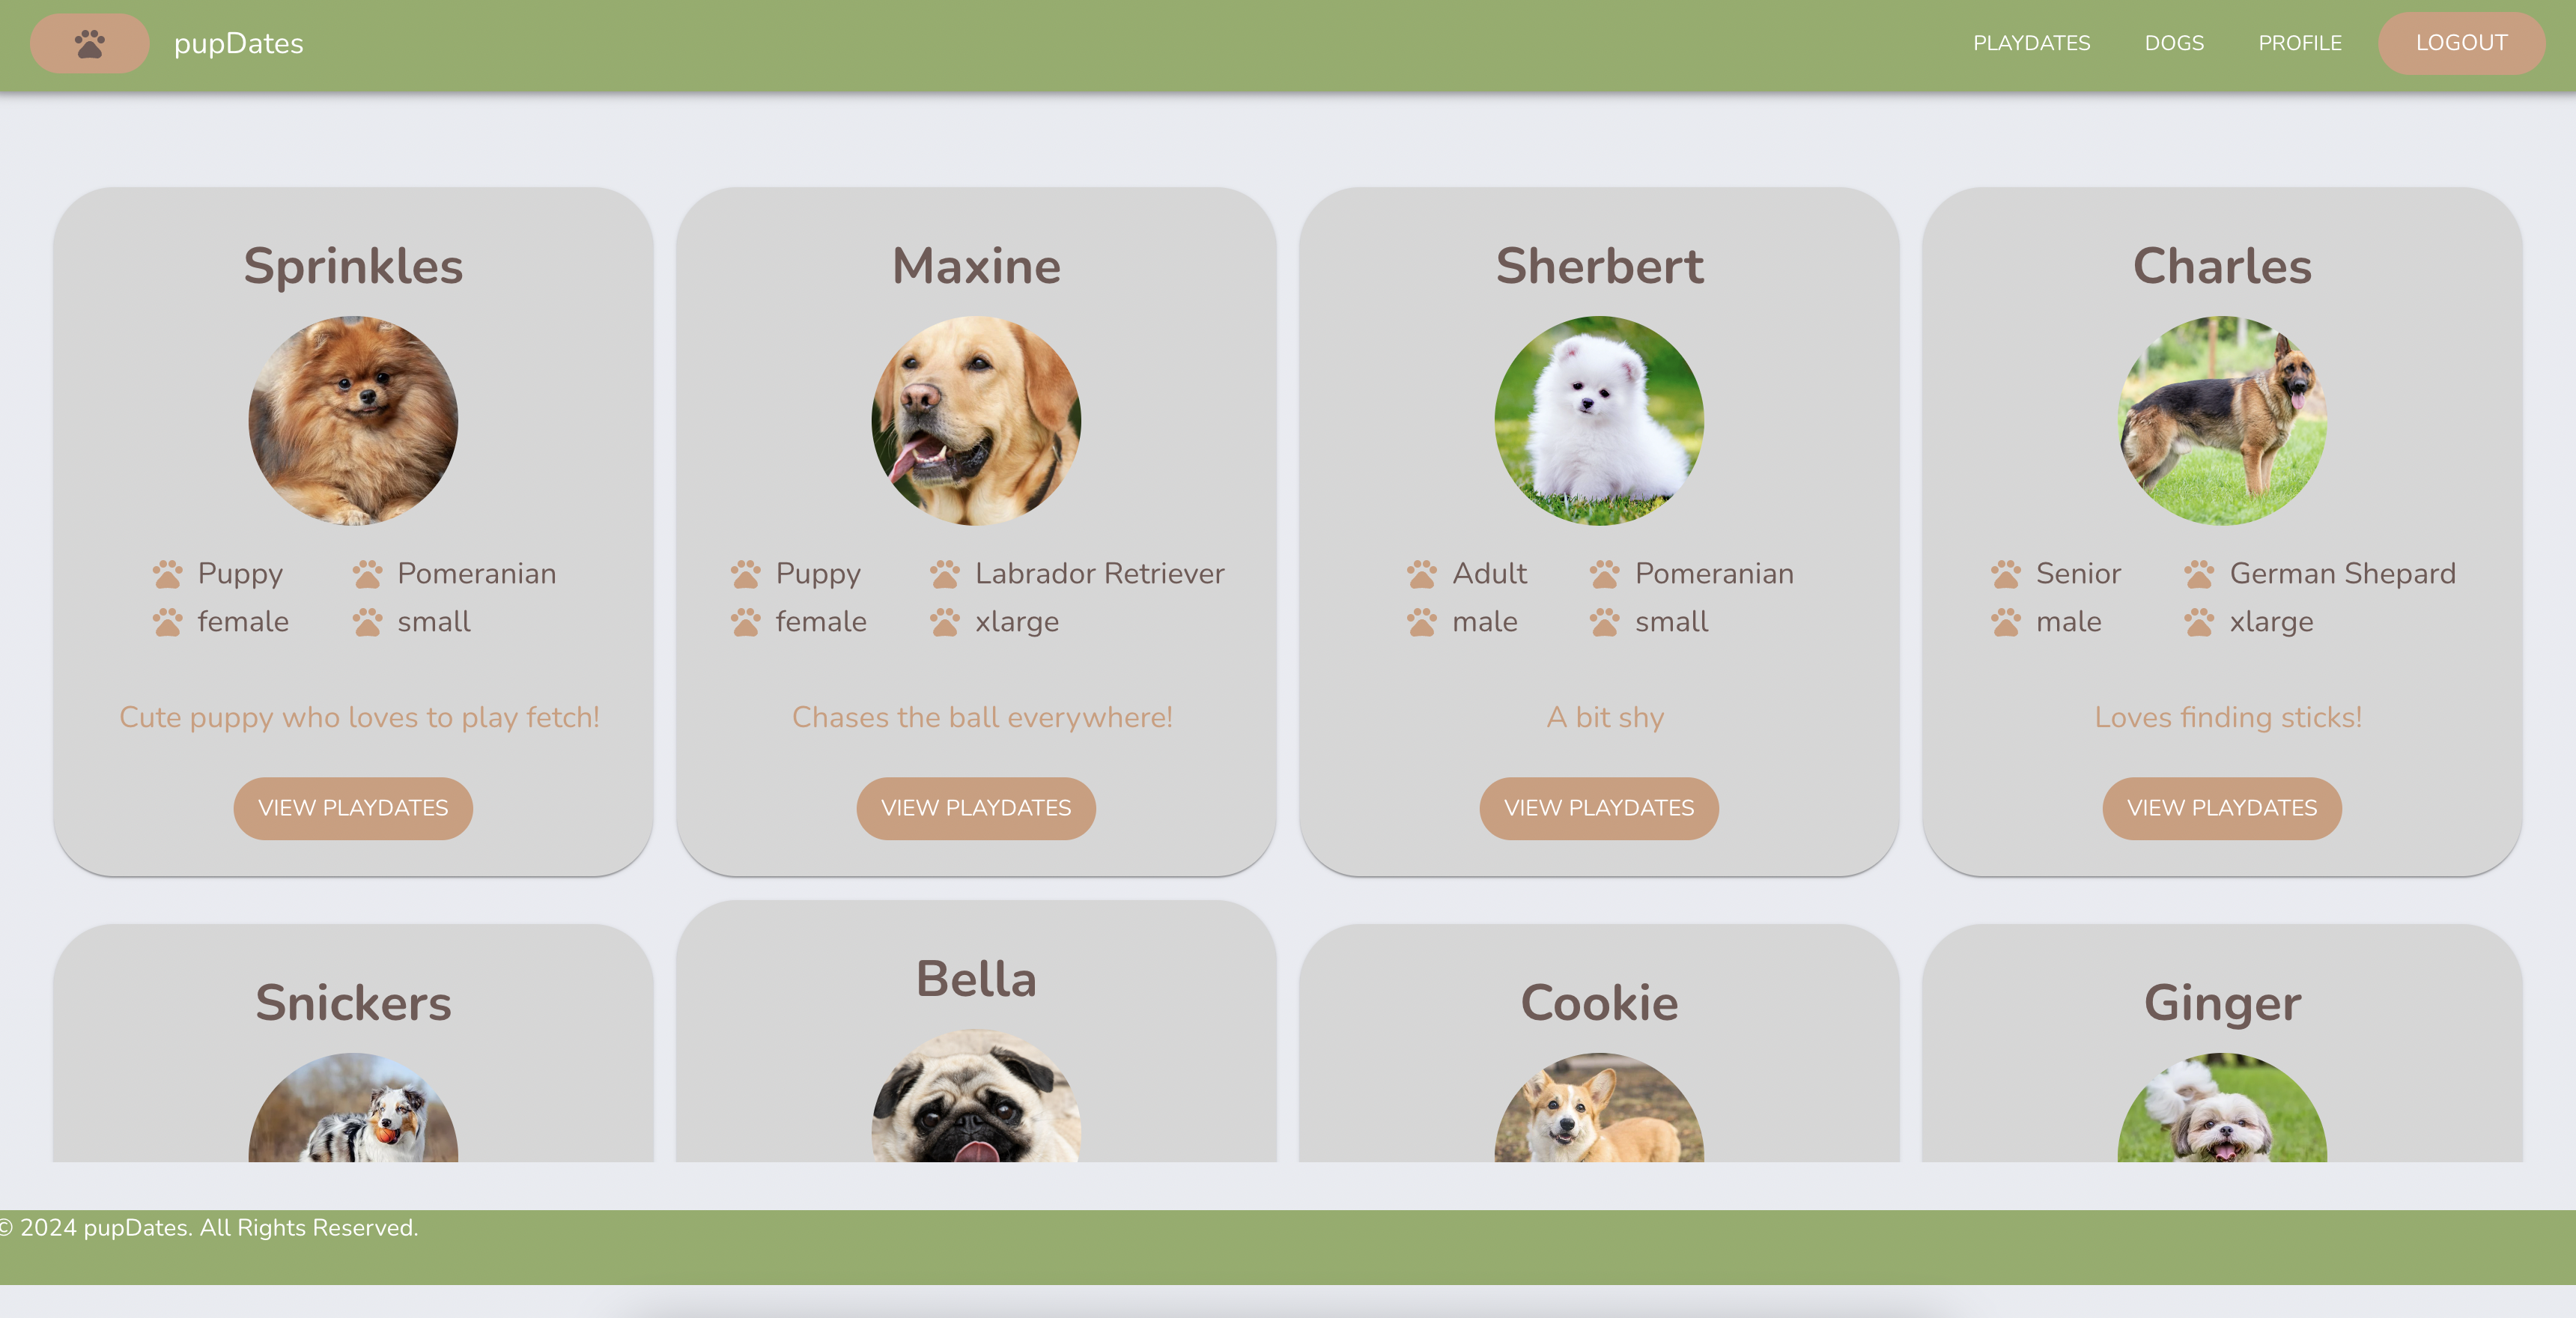 pupDates
PLAYDATES
DOGS
PROFILE
LOGOUT
Sprinkles
Puppy
Pomeranian
female
small
Cute puppy who loves to play fetch!
VIEW PLAYDATES
Maxine
Puppy
Labrador Retriever
female
xlarge
Chases the ball everywhere!
VIEW PLAYDATES
Sherbert
Adult
Pomeranian
male
small
A bit shy
VIEW PLAYDATES
Charles
Senior
German Shepard
male
xlarge
Loves finding sticks!
VIEW PLAYDATES
Snickers
Bella
Cookie
Ginger
© 2024 pupDates. All Rights Reserved.